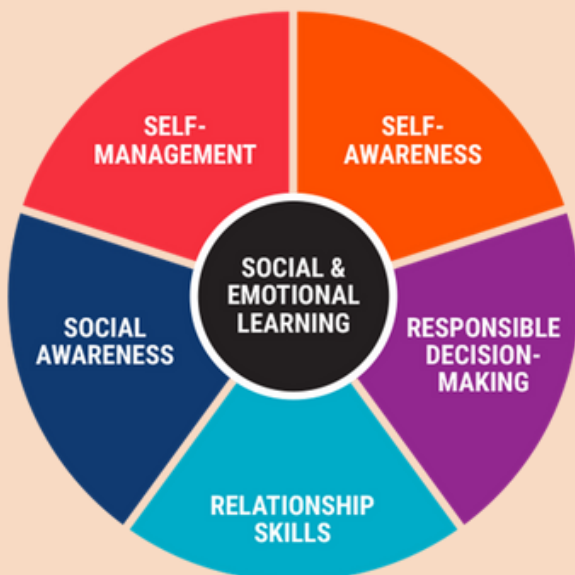 SELF-
MANAGEMENT
SELF-
AWARENESS
SOCIAL &
EMOTIONAL
LEARNING
SOCIAL
AWARENESS
RESPONSIBLE
DECISION-
MAKING
RELATIONSHIP
SKILLS